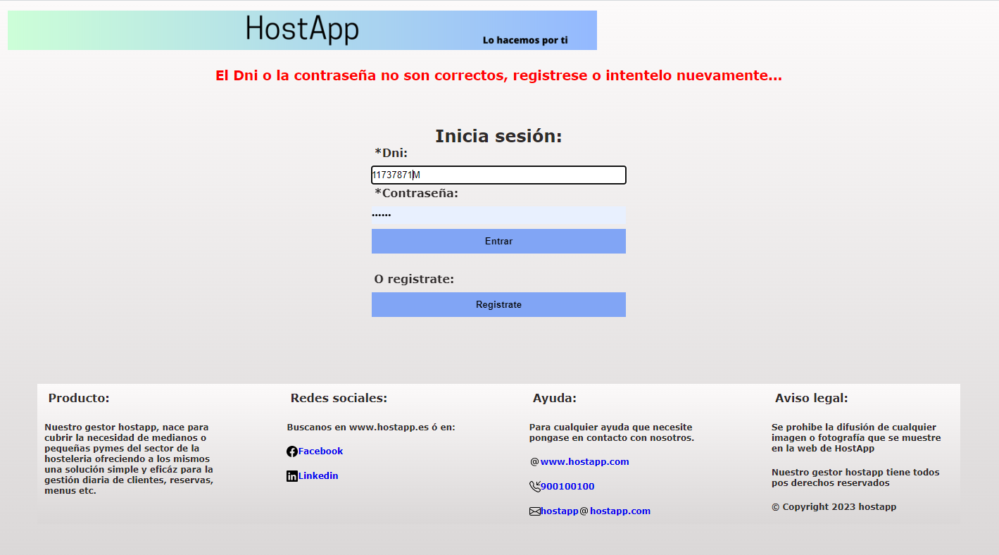 HostApp
Lo hacemos por ti
El Dni o la contraseña no son correctos, registrese o intentelo nuevamente...
Inicia sesión:
*Dni:
11737871M
*Contraseña:
······
Entrar
O registrate:
Registrate
Producto:
Nuestro gestor hostapp, nace para
cubrir la necesidad de medianos o
pequeñas pymes del sector de la
hosteleria ofreciendo a los mismos
una solución simple y eficáz para la
gestión diaria de clientes, reservas,
menus etc.
Redes sociales:
Buscanos en www.hostapp.es ó en:
Facebook
Linkedin
Ayuda:
Para cualquier ayuda que necesite
pongase en contacto con nosotros.
@www.hostapp.com
900100100
hostapp@hostapp.com
Aviso legal:
Se prohibe la difusión de cualquier
imagen o fotografía que se muestre
en la web de HostApp
Nuestro gestor hostapp tiene todos
pos derechos reservados
© Copyright 2023 hostapp